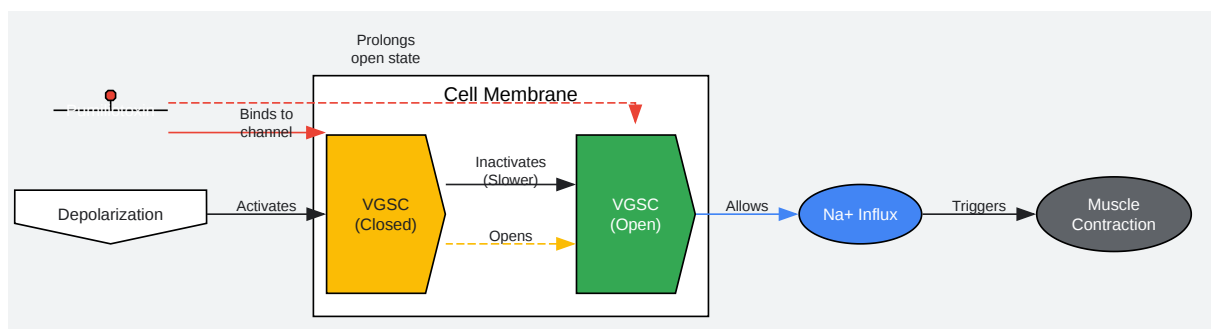 Prolongs
open state
Cell Membrane
Pumiliotoxin
Binds to
channel
Inactivates
(Slower)
Depolarization
Activates
VGSC
(Closed)
Opens
VGSC
(Open)
Allows
Na+ Influx
Triggers
Muscle
Contraction